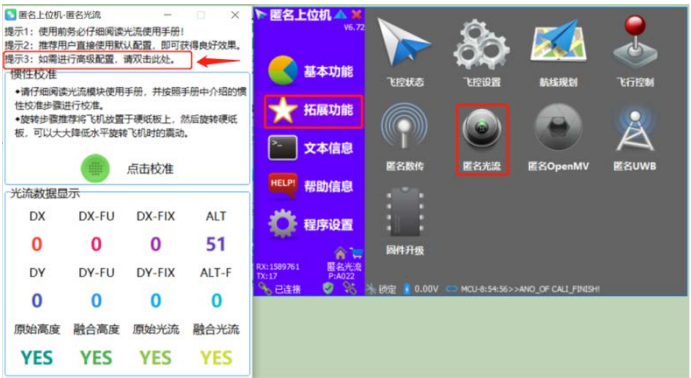 匿名上位机-匿名光流
提示1：使用前务必仔细阅读光流使用手册！
提示2：推荐用户直接使用默认配置，即可获得良好效果。
提示3：如需进行高级配置，请双击此处。
惯性校准
●请仔细阅读光流模块使用手册，并按照手册中介绍的惯
性校准步骤进行校准。
●旋转步骤推荐将飞机放置于硬纸板上，然后旋转硬纸
板，可以大大降低水平旋转飞机时的震动。
点击校准
光流数据显示
DX DX-FU DX-FIX ALT
0 0 0 51
DY DY-FU DY-FIX ALT-F
0 0 0 0
原始高度 融合高度 原始光流 融合光流
YES YES YES YES
匿名上位机
V6.72
基本功能
拓展功能
>_ 文本信息
HELP! 帮助信息
程序设置
RX:1589761 匿名光流
TX:17 P:A022
已连接
飞控状态 飞控设置 航线规划 飞行控制
匿名数传 匿名光流 匿名OpenMV 匿名UWB
固件升级
锁定 0.00V MCU-8:54:56>>ANO_OF CALI_FINISH!